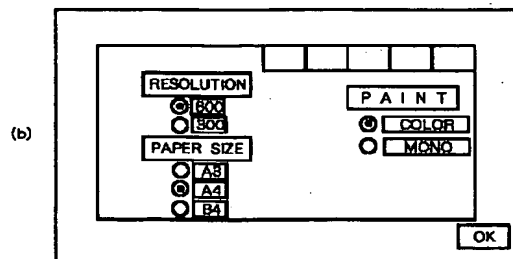 (b)
RESOLUTION
600
300
PAPER SIZE
A3
A4
B4
PAINT
COLOR
MONO
OK